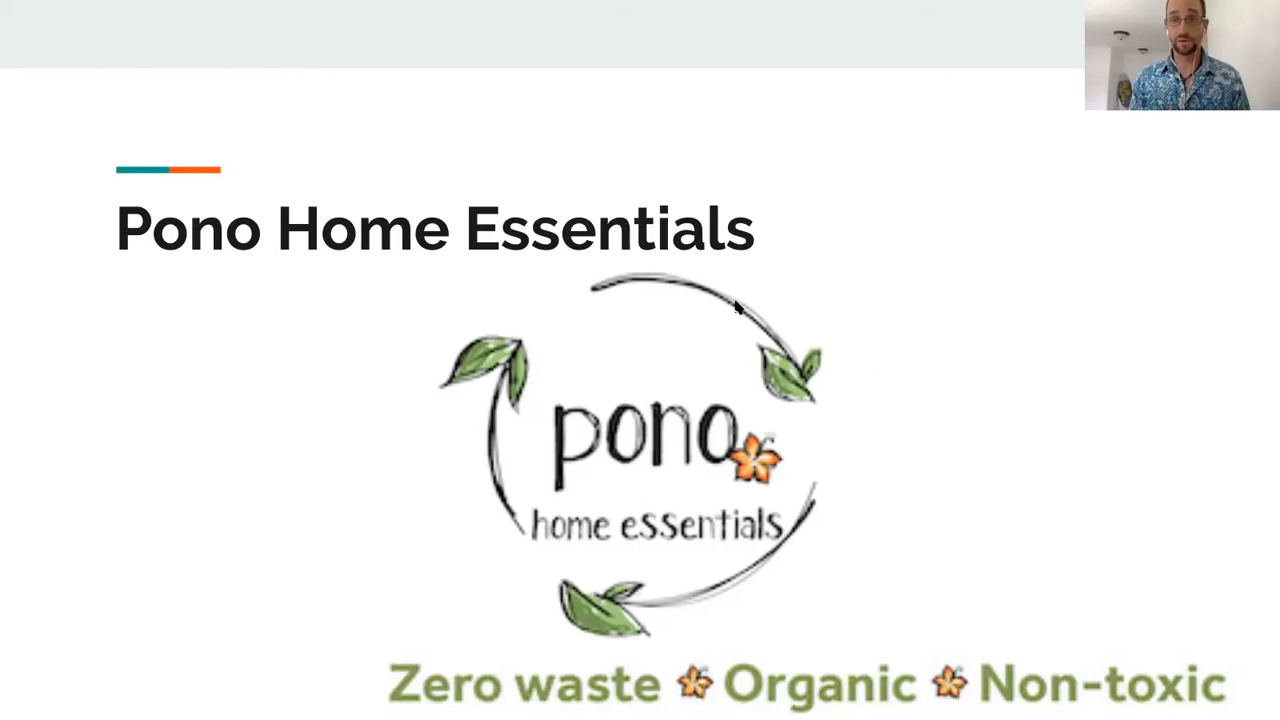 Pono Home Essentials
pono
home essentials
Zero waste Organic Non-toxic